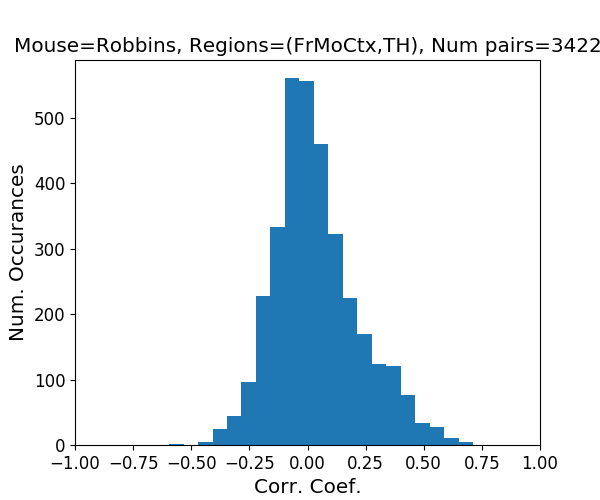 Mouse=Robbins, Regions=(FrMoCtx,TH), Num pairs=3422
Num. Occurances
500
400
300
200
100
0
−1.00 −0.75 −0.50 −0.25 0.00 0.25 0.50 0.75 1.00
Corr. Coef.